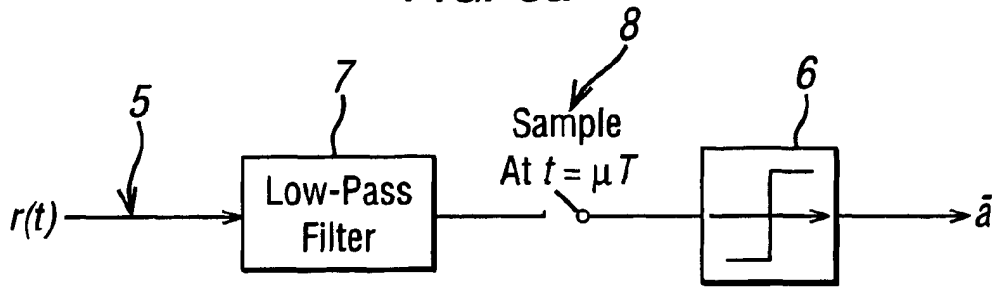 8
5
7
6
Sample
At t = μT
Low-Pass
Filter
r(t)
ā